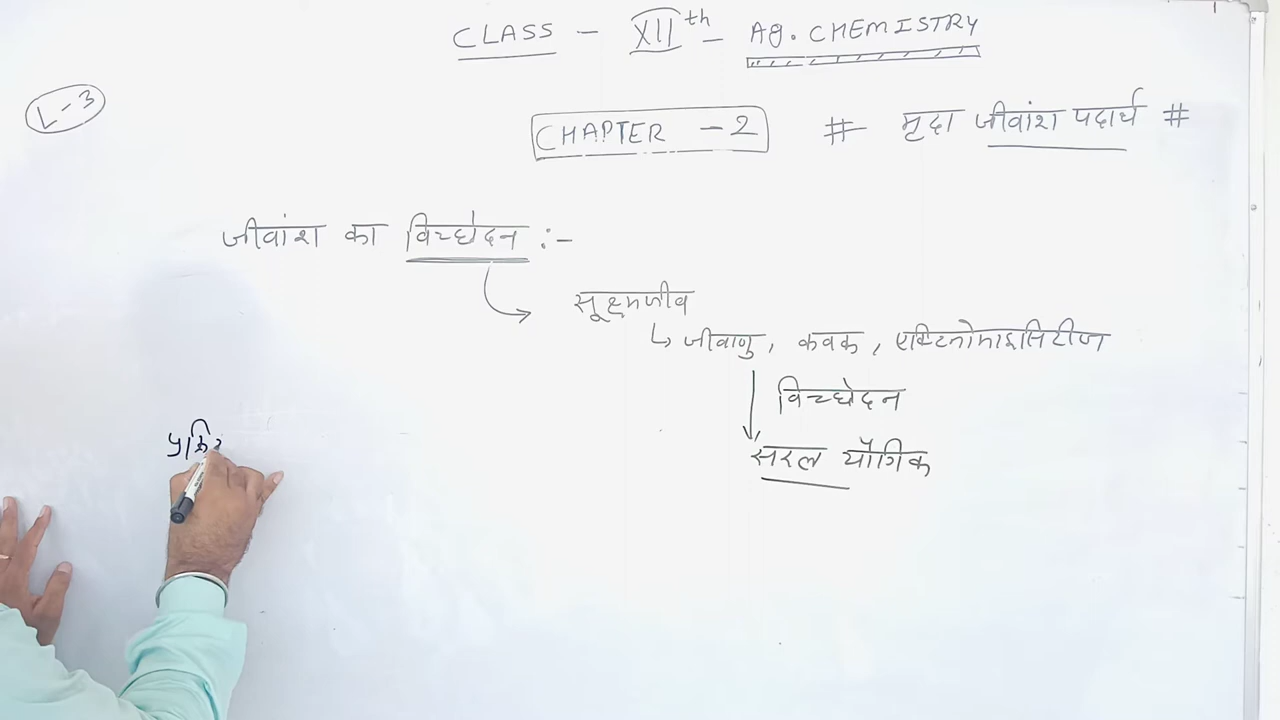 CLASS - XIIth - Ag. CHEMISTRY
L-3
CHAPTER - 2 # मृदा जीवांश पदार्थ #
जीवांश का विच्छेदन :-
सूक्ष्मजीव
↳ जीवाणु, कवक, एक्टिनोमाइसिटीज
विच्छेदन
सरल यौगिक